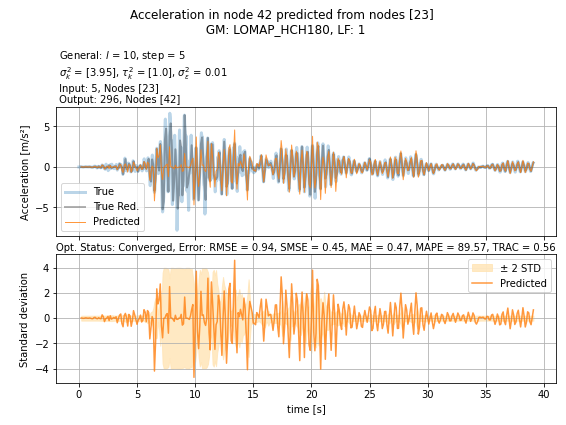 Acceleration in node 42 predicted from nodes [23]
GM: LOMAP_HCH180, LF: 1
General: l = 10, step = 5
σ²ₖ = [3.95], τ²ₖ = [1.0], σ²ε = 0.01
Input: 5, Nodes [23]
Output: 296, Nodes [42]
Acceleration [m/s²]
5
0
−5
True
True Red.
Predicted
Opt. Status: Converged, Error: RMSE = 0.94, SMSE = 0.45, MAE = 0.47, MAPE = 89.57, TRAC = 0.56
Standard deviation
4
2
0
−2
−4
± 2 STD
Predicted
0 5 10 15 20 25 30 35 40
time [s]